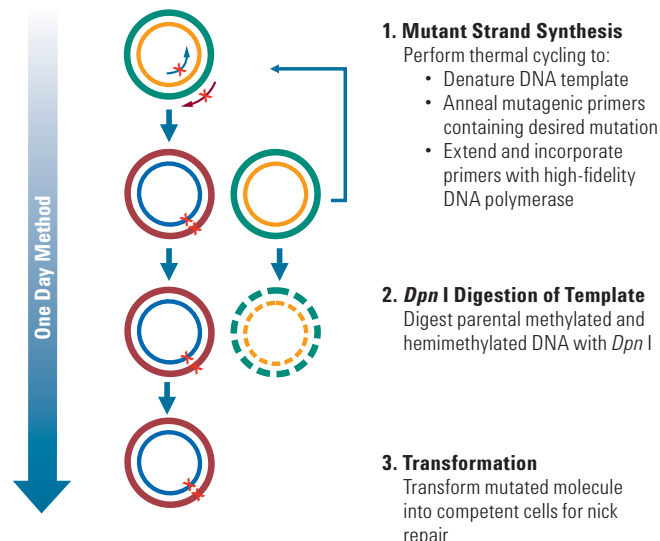 One Day Method
1. Mutant Strand Synthesis
Perform thermal cycling to:
• Denature DNA template
• Anneal mutagenic primers
containing desired mutation
• Extend and incorporate
primers with high-fidelity
DNA polymerase
2. Dpn I Digestion of Template
Digest parental methylated and
hemimethylated DNA with Dpn I
3. Transformation
Transform mutated molecule
into competent cells for nick
repair